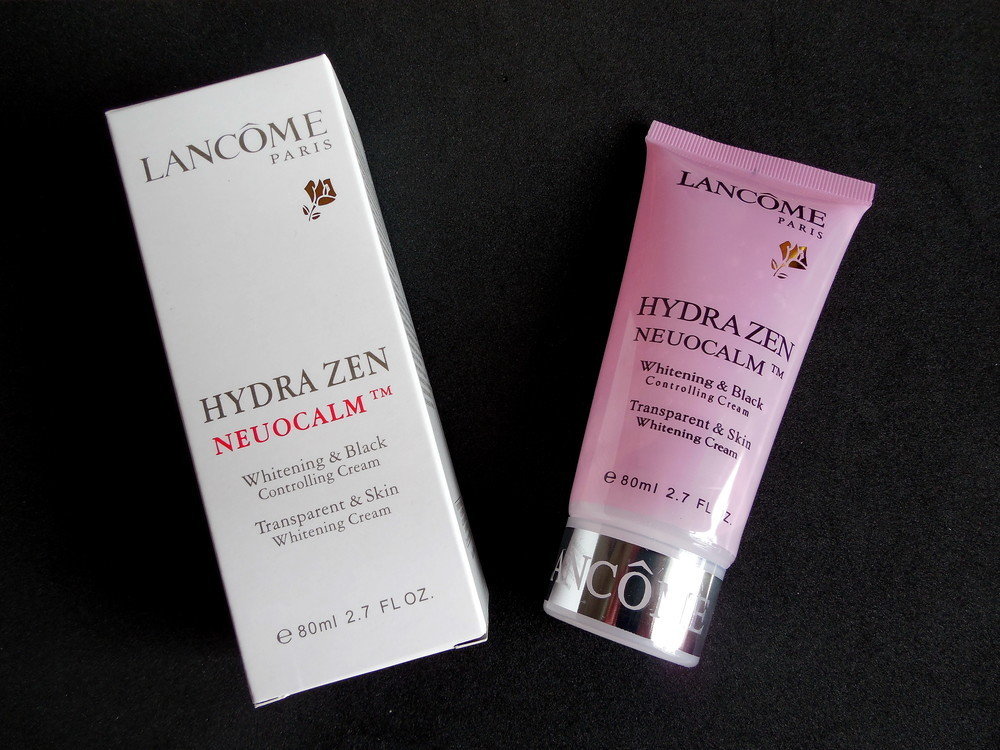 LANCÔME
PARIS
HYDRA ZEN
NEUOCALM ™
Whitening & Black
Controlling Cream
Transparent & Skin
Whitening Cream
e 80ml 2.7 FL OZ.
LANCÔME
PARIS
HYDRA ZEN
NEUOCALM ™
Whitening & Black
Controlling Cream
Transparent & Skin
Whitening Cream
e 80ml 2.7 FL OZ.
LANCÔME